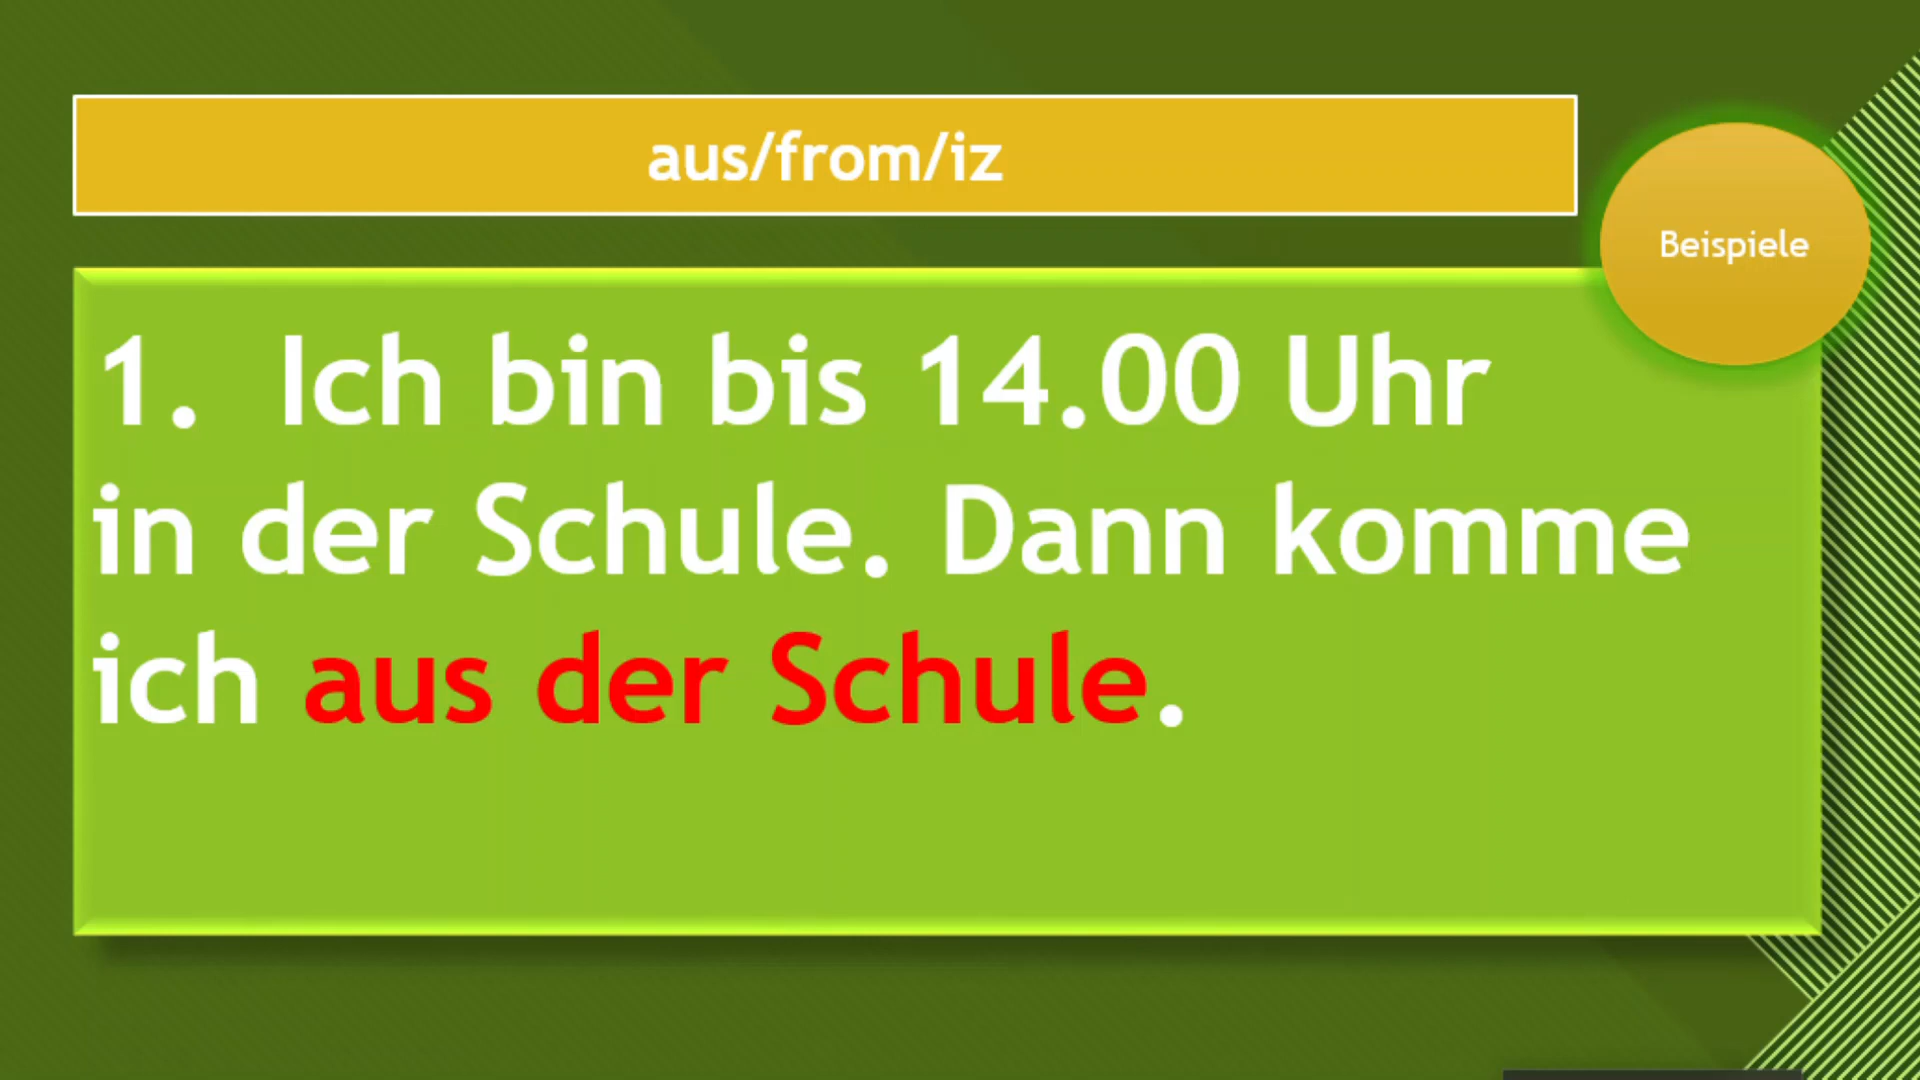 aus/from/iz
Beispiele
1. Ich bin bis 14.00 Uhr
in der Schule. Dann komme
ich aus der Schule.